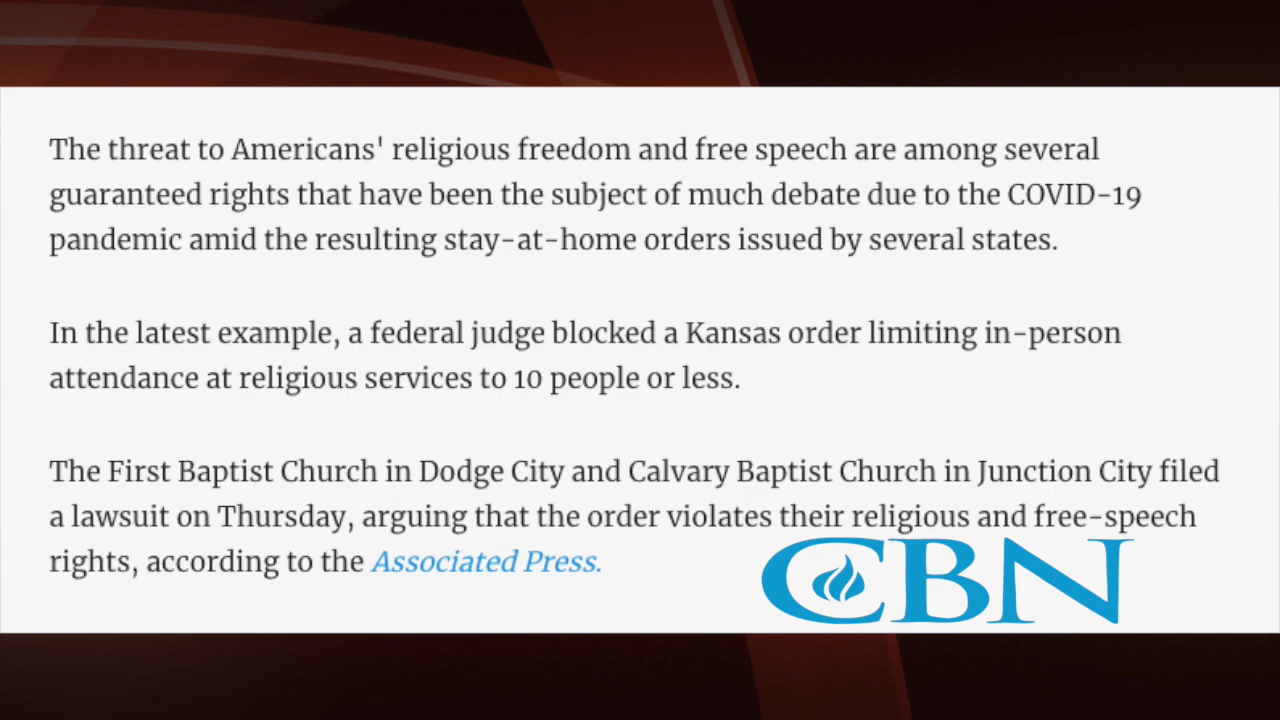 The threat to Americans' religious freedom and free speech are among several
guaranteed rights that have been the subject of much debate due to the COVID-19
pandemic amid the resulting stay-at-home orders issued by several states.
In the latest example, a federal judge blocked a Kansas order limiting in-person
attendance at religious services to 10 people or less.
The First Baptist Church in Dodge City and Calvary Baptist Church in Junction City filed
a lawsuit on Thursday, arguing that the order violates their religious and free-speech
rights, according to the Associated Press.
CBN